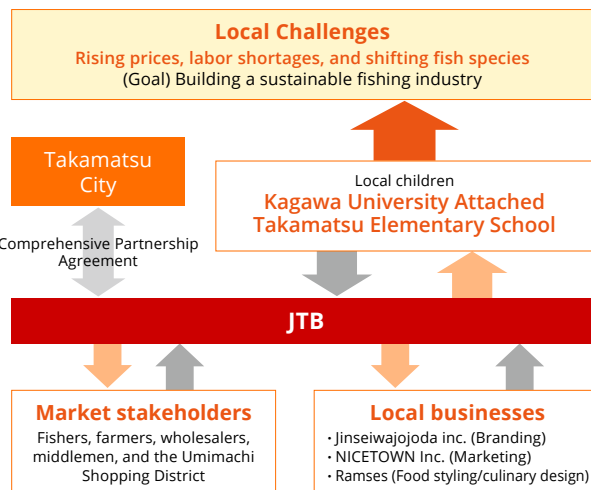 Local Challenges
Rising prices, labor shortages, and shifting fish species
(Goal) Building a sustainable fishing industry
Takamatsu
City
Local children
Kagawa University Attached
Takamatsu Elementary School
Comprehensive Partnership
Agreement
JTB
Market stakeholders
Fishers, farmers, wholesalers,
middlemen, and the Umimachi
Shopping District
Local businesses
・Jinseiwajojoda inc. (Branding)
・NICETOWN Inc. (Marketing)
・Ramses (Food styling/culinary design)